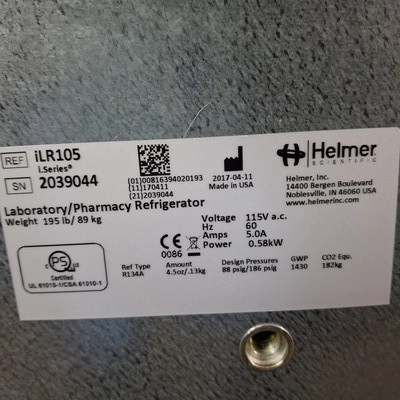 REF iLR105
i.Series®
SN 2039044
(01)00816394020193
(11)170411
(21)2039044
2017-04-11
Made in USA
Helmer
SCIENTIFIC
Helmer, Inc.
14400 Bergen Boulevard
Noblesville, IN 46060 USA
www.helmerinc.com
Laboratory/Pharmacy Refrigerator
Weight 195 lb/ 89 kg
Voltage 115V a.c.
Hz 60
Amps 5.0A
Power 0.58kW
CE
0086
PS
Certified
UL 61010-1/CSA 61010-1
Ref Type Amount Design Pressures GWP CO2 Equ.
R134A 4.5oz/.13kg 88 psig/186 psig 1430 182kg